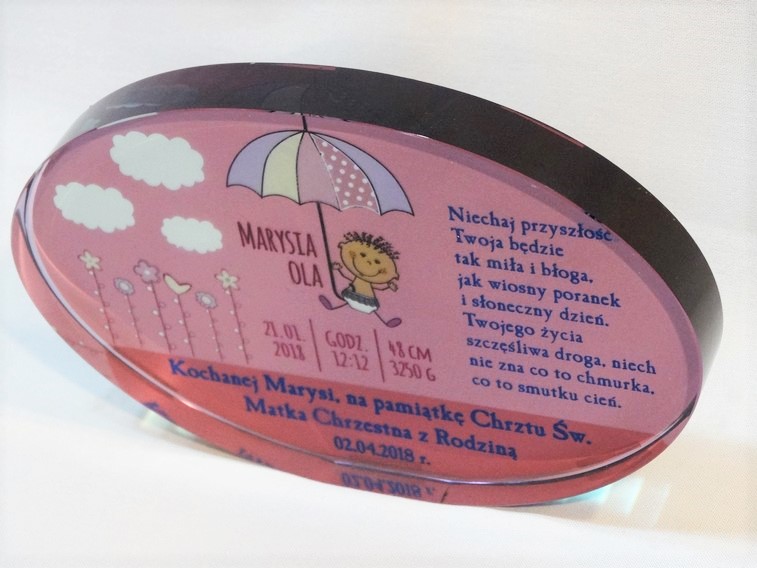 MARYSIA
OLA
21.01.
2018
GODZ.
12:12
48 CM
3250 G
Niechaj przyszłość
Twoja będzie
tak miła i błoga,
jak wiosny poranek
i słoneczny dzień.
Twojego życia
szczęśliwa droga, niech
nie zna co to chmurka,
co to smutku cień.
Kochanej Marysi, na pamiątkę Chrztu Św.
Matka Chrzestna z Rodziną
02.04.2018 r.